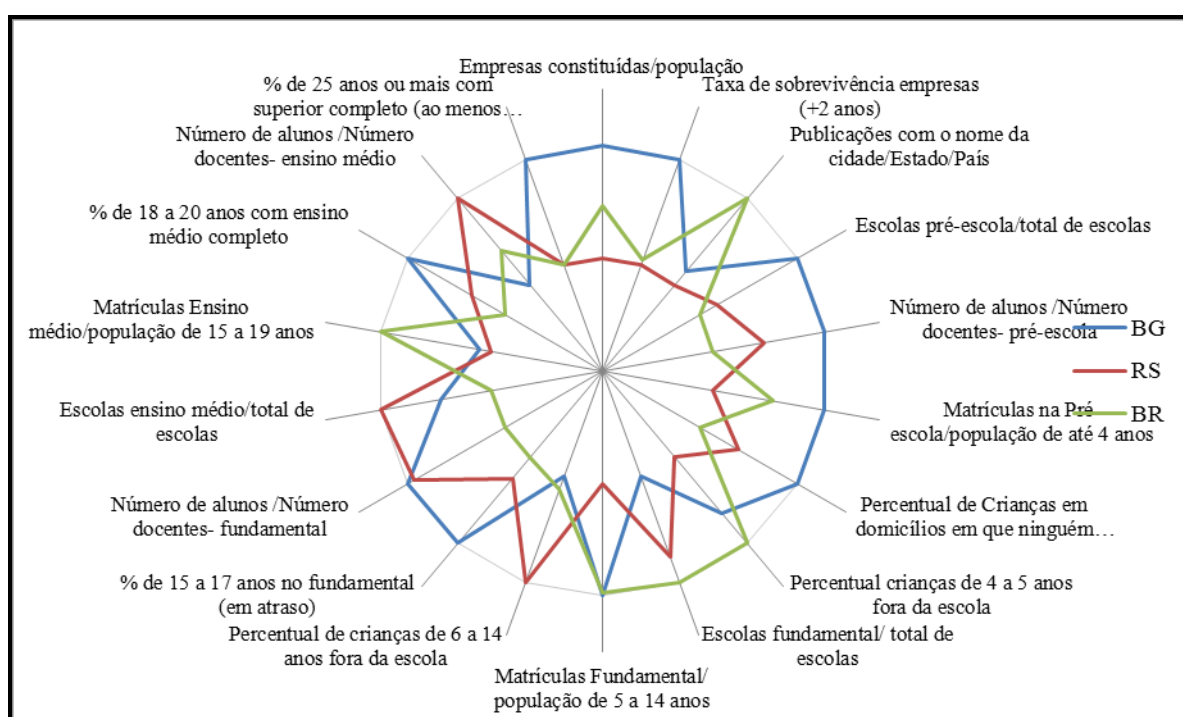 Empresas constituídas/população
Taxa de sobrevivência empresas
(+2 anos)
Publicações com o nome da
cidade/Estado/País
Escolas pré-escola/total de escolas
Número de alunos /Número
docentes- pré-escola
Matrículas na Pré
escola/população de até 4 anos
Percentual de Crianças em
domicílios em que ninguém…
Percentual crianças de 4 a 5 anos
fora da escola
Escolas fundamental/ total de
escolas
Matrículas Fundamental/
população de 5 a 14 anos
Percentual de crianças de 6 a 14
anos fora da escola
% de 15 a 17 anos no fundamental
(em atraso)
Número de alunos /Número
docentes- fundamental
Escolas ensino médio/total de
escolas
Matrículas Ensino
médio/população de 15 a 19 anos
% de 18 a 20 anos com ensino
médio completo
Número de alunos /Número
docentes- ensino médio
% de 25 anos ou mais com
superior completo (ao menos…
BG
RS
BR